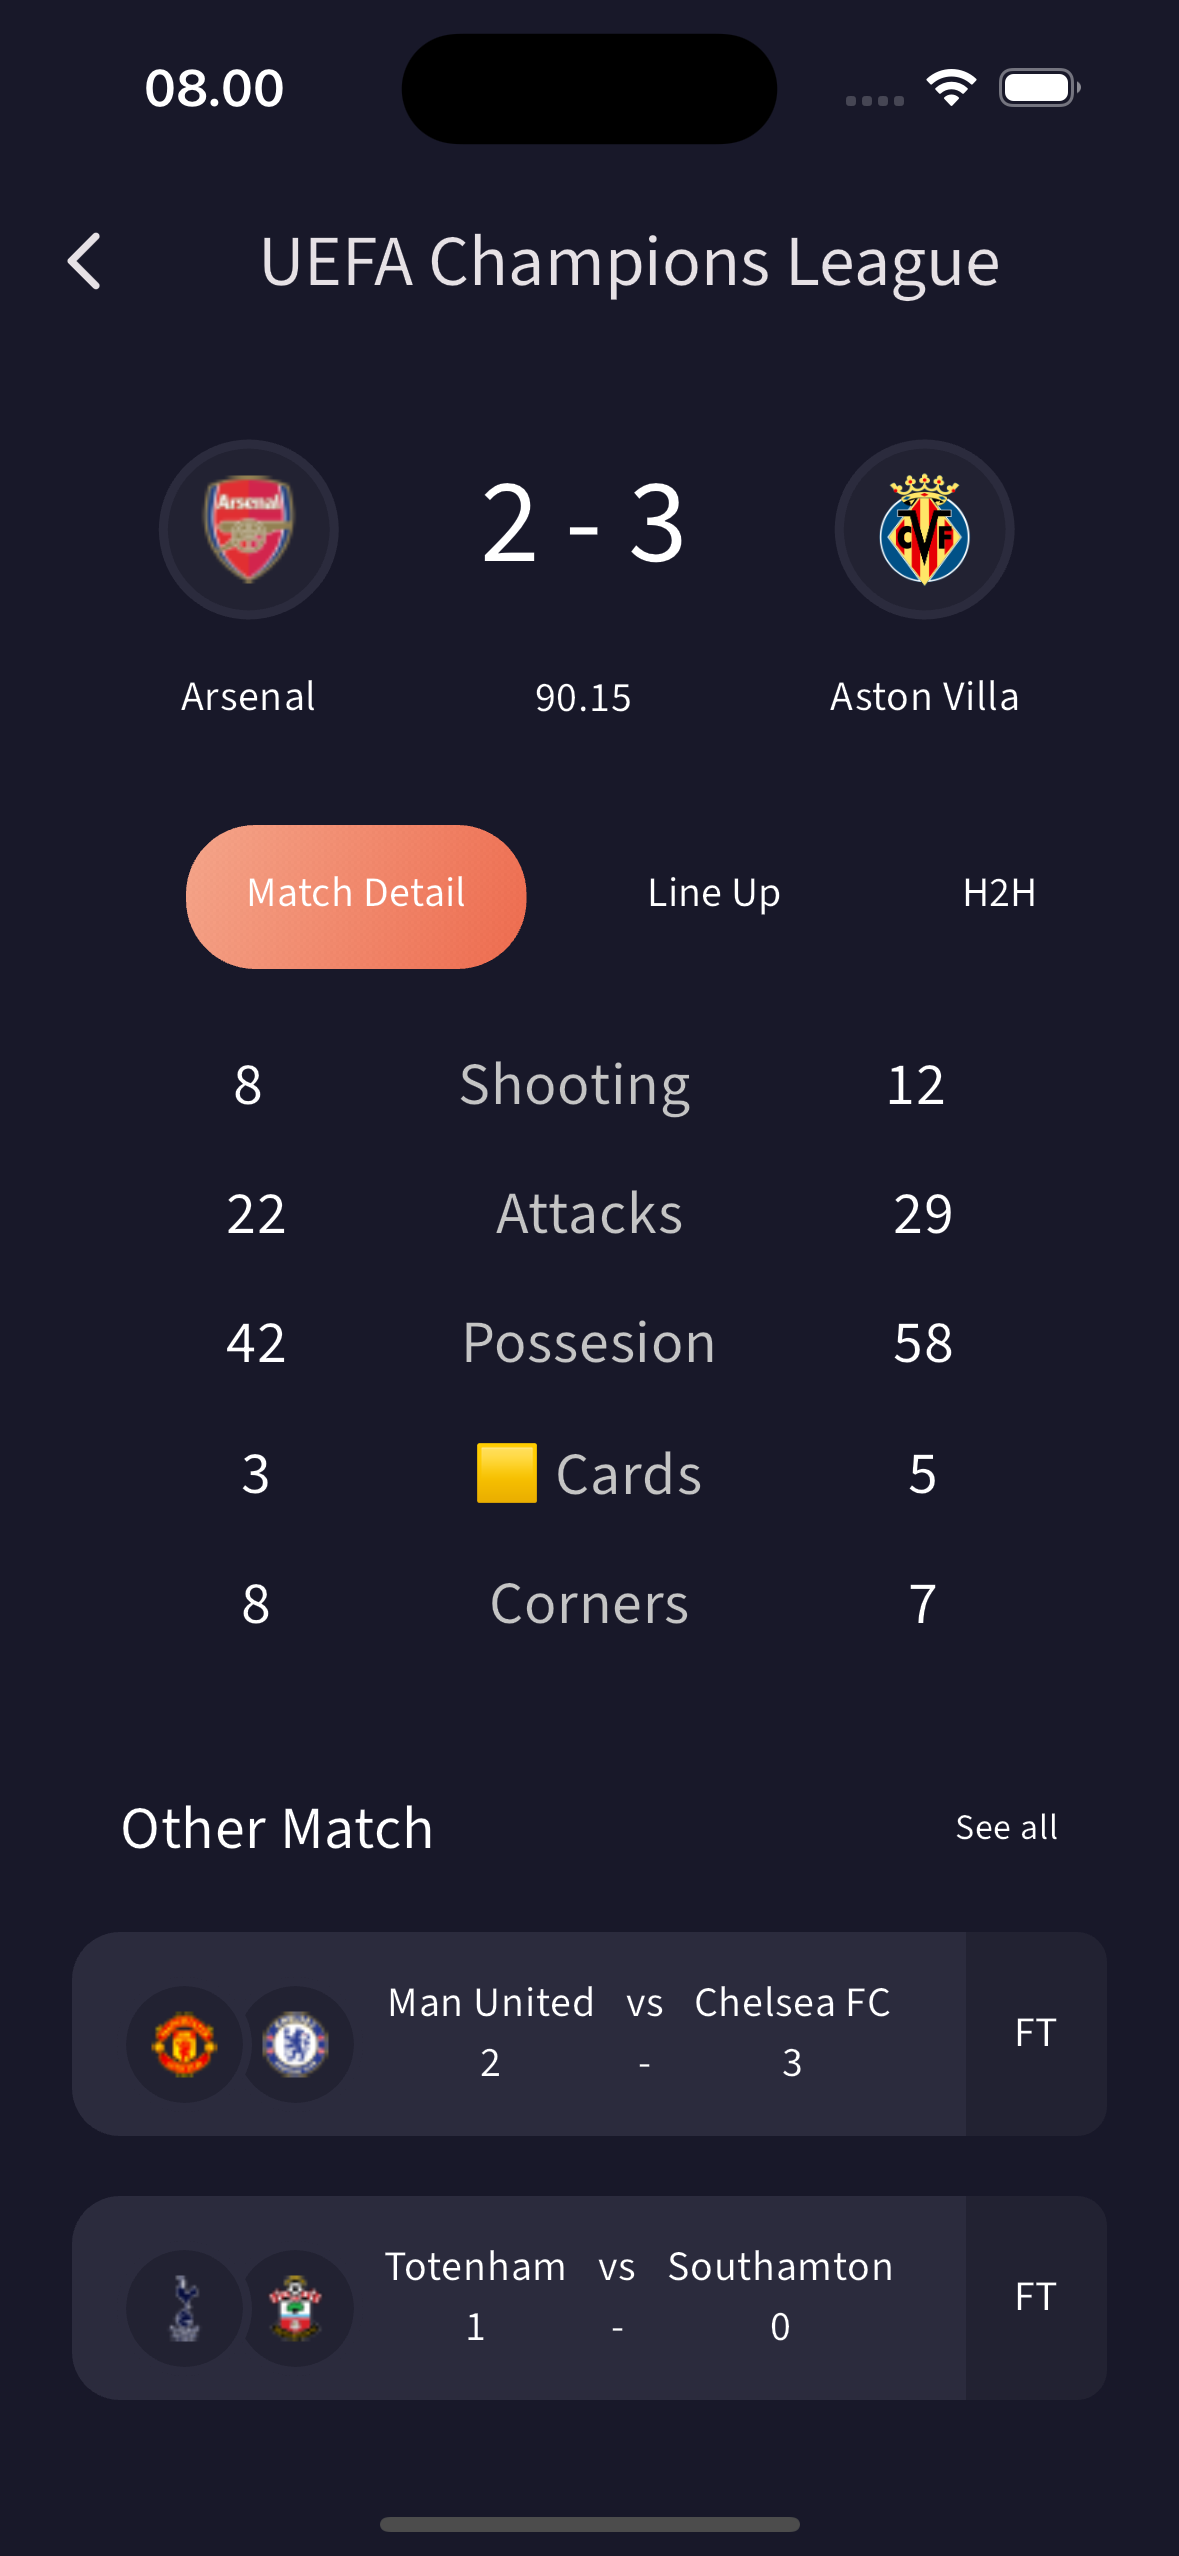 08.00
UEFA Champions League
Arsenal
2 - 3
CVF
Arsenal 90.15 Aston Villa
Match Detail Line Up H2H
8 Shooting 12
22 Attacks 29
42 Possesion 58
3 Cards 5
8 Corners 7
Other Match See all
Man United vs Chelsea FC
2 - 3
FT
Totenham vs Southamton
1 - 0
FT